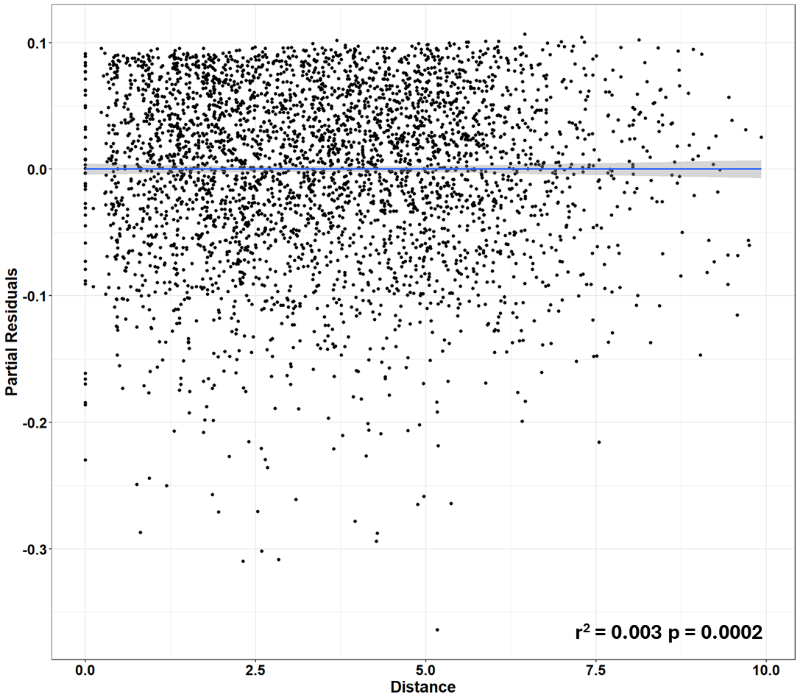 0.1
0.0
-0.1
-0.2
-0.3
Partial Residuals
r² = 0.003 p = 0.0002
0.0 2.5 5.0 7.5 10.0
Distance